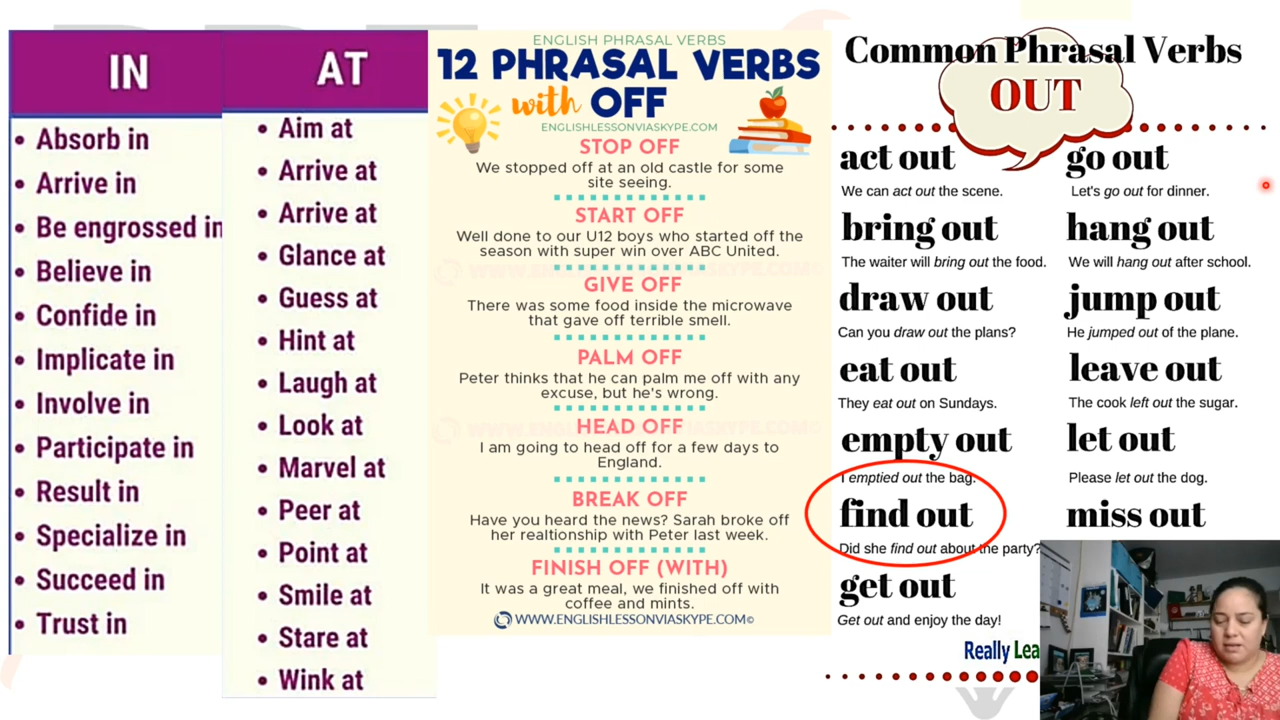 IN
• Absorb in
• Arrive in
• Be engrossed in
• Believe in
• Confide in
• Implicate in
• Involve in
• Participate in
• Result in
• Specialize in
• Succeed in
• Trust in
AT
• Aim at
• Arrive at
• Arrive at
• Glance at
• Guess at
• Hint at
• Laugh at
• Look at
• Marvel at
• Peer at
• Point at
• Smile at
• Stare at
• Wink at
ENGLISH PHRASAL VERBS
12 PHRASAL VERBS
with OFF
ENGLISHLESSONVIASKYPE.COM
STOP OFF
We stopped off at an old castle for some
site seeing.
START OFF
Well done to our U12 boys who started off the
season with super win over ABC United.
GIVE OFF
There was some food inside the microwave
that gave off terrible smell.
PALM OFF
Peter thinks that he can palm me off with any
excuse, but he's wrong.
HEAD OFF
I am going to head off for a few days to
England.
BREAK OFF
Have you heard the news? Sarah broke off
her realtionship with Peter last week.
FINISH OFF (WITH)
It was a great meal, we finished off with
coffee and mints.
WWW.ENGLISHLESSONVIASKYPE.COM©
Common Phrasal Verbs
OUT
act out
We can act out the scene.
bring out
The waiter will bring out the food.
draw out
Can you draw out the plans?
eat out
They eat out on Sundays.
empty out
I emptied out the bag.
find out
Did she find out about the party?
get out
Get out and enjoy the day!
go out
Let's go out for dinner.
hang out
We will hang out after school.
jump out
He jumped out of the plane.
leave out
The cook left out the sugar.
let out
Please let out the dog.
miss out
Really Lea